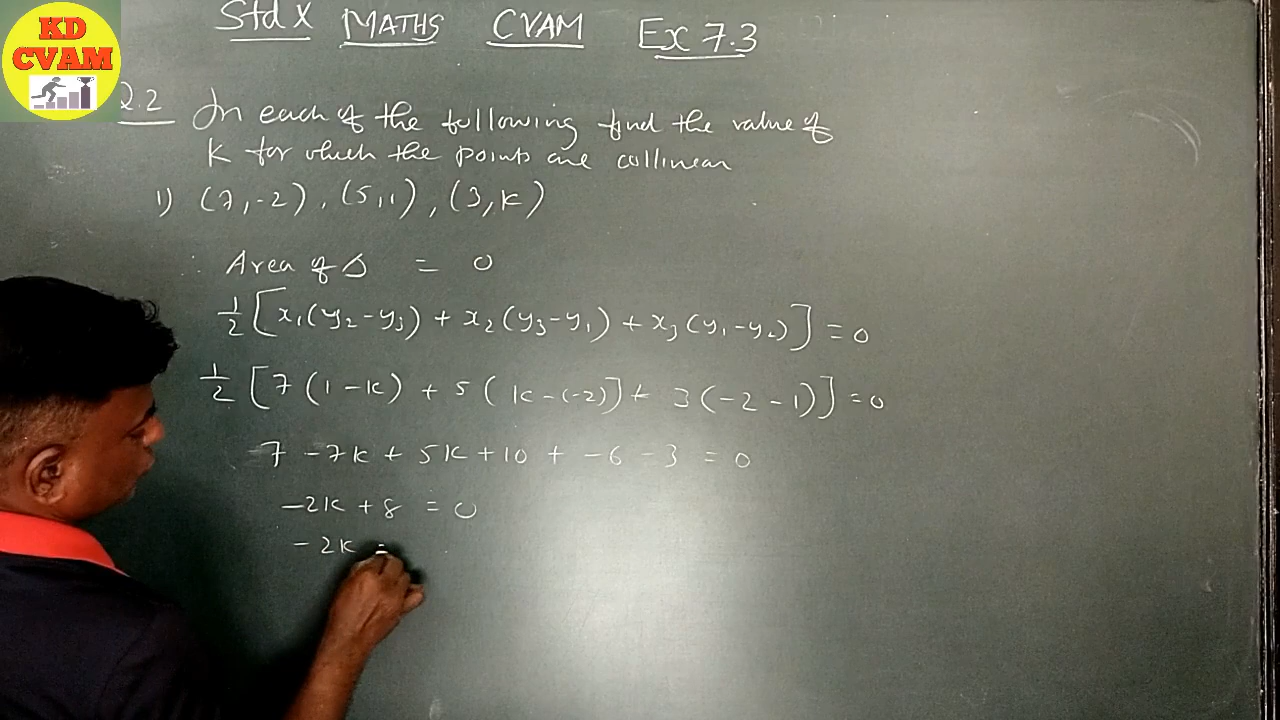 KD
CVAM
Std X MATHS CVAM Ex 7.3
Q.2 In each of the following find the value of
K for which the points are collinear
1) (7,-2), (5,1), (3,K)
∴ Area of Δ = 0
1/2 [x₁(y₂-y₃) + x₂(y₃-y₁) + x₃(y₁-y₂)] = 0
1/2 [7(1-K) + 5(K-(-2)] + 3(-2-1)] = 0
7 -7K + 5K +10 + -6 -3 = 0
-2K +8 = 0
-2K =